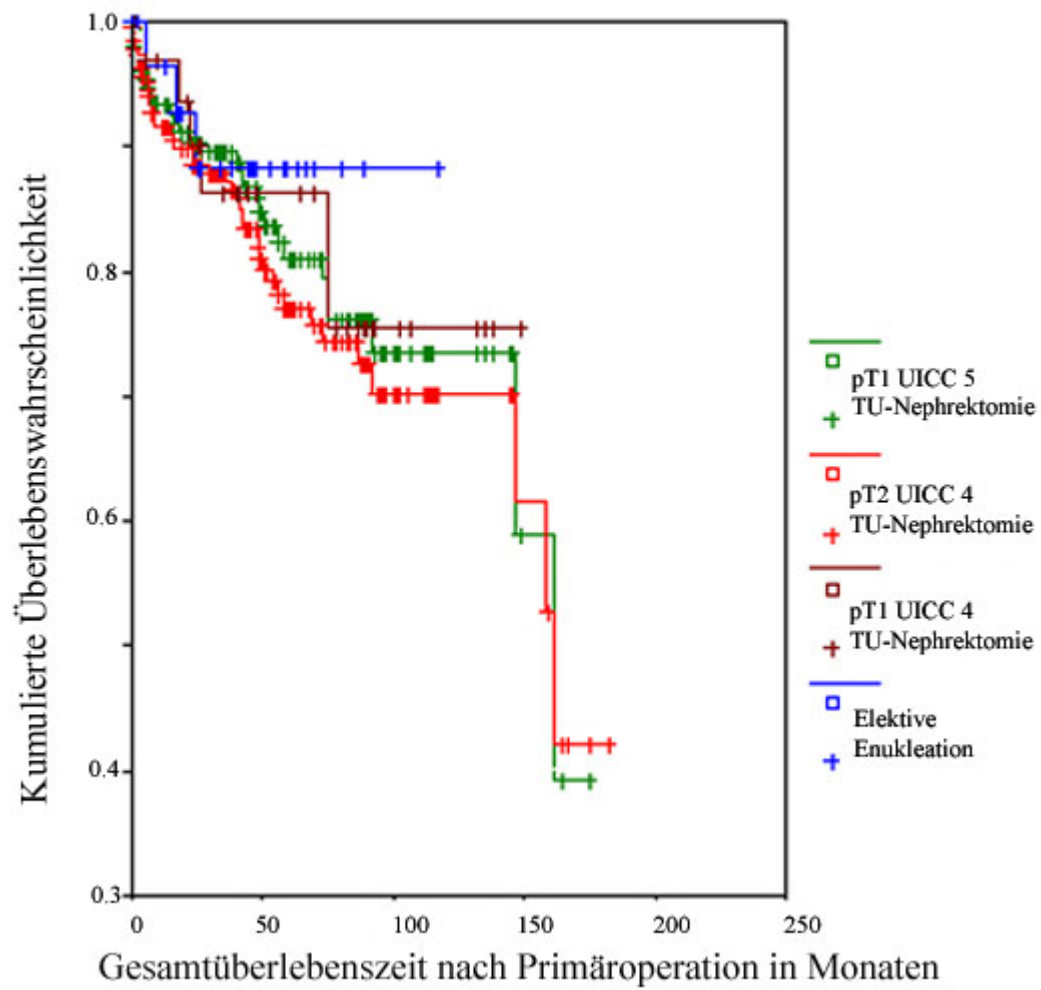 Kumulierte Überlebenswahrscheinlichkeit
1.0
0.8
0.6
0.4
0.3
0 50 100 150 200 250
Gesamtüberlebenszeit nach Primäroperation in Monaten
pT1 UICC 5
TU-Nephrektomie
pT2 UICC 4
TU-Nephrektomie
pT1 UICC 4
TU-Nephrektomie
Elektive
Enukleation